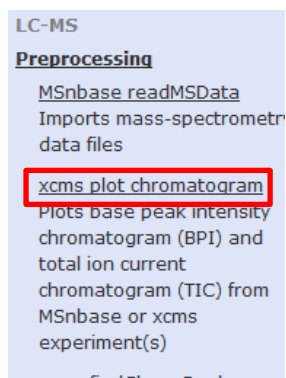 LC-MS
Preprocessing
MSnbase readMSData
Imports mass-spectrometry
data files
xcms plot chromatogram
Plots base peak intensity
chromatogram (BPI) and
total ion current
chromatogram (TIC) from
MSnbase or xcms
experiment(s)